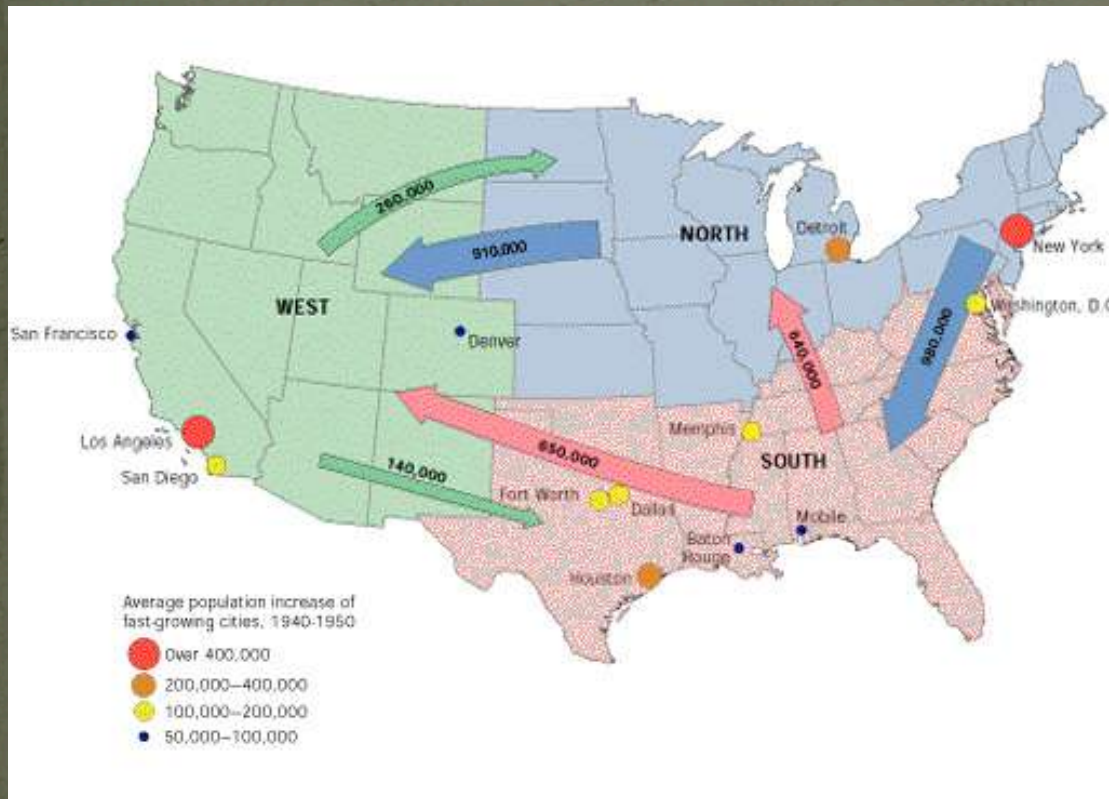 260,000
910,000
NORTH
Detroit
New York
WEST
Washington, D.C
980,000
San Francisco
Denver
640,000
Los Angeles
Memphis
650,000
SOUTH
San Diego
140,000
Fort Worth
Dallas
Mobile
Baton
Rouge
Houston
Average population increase of
fast-growing cities, 1940-1950
Over 400,000
200,000–400,000
100,000–200,000
50,000–100,000